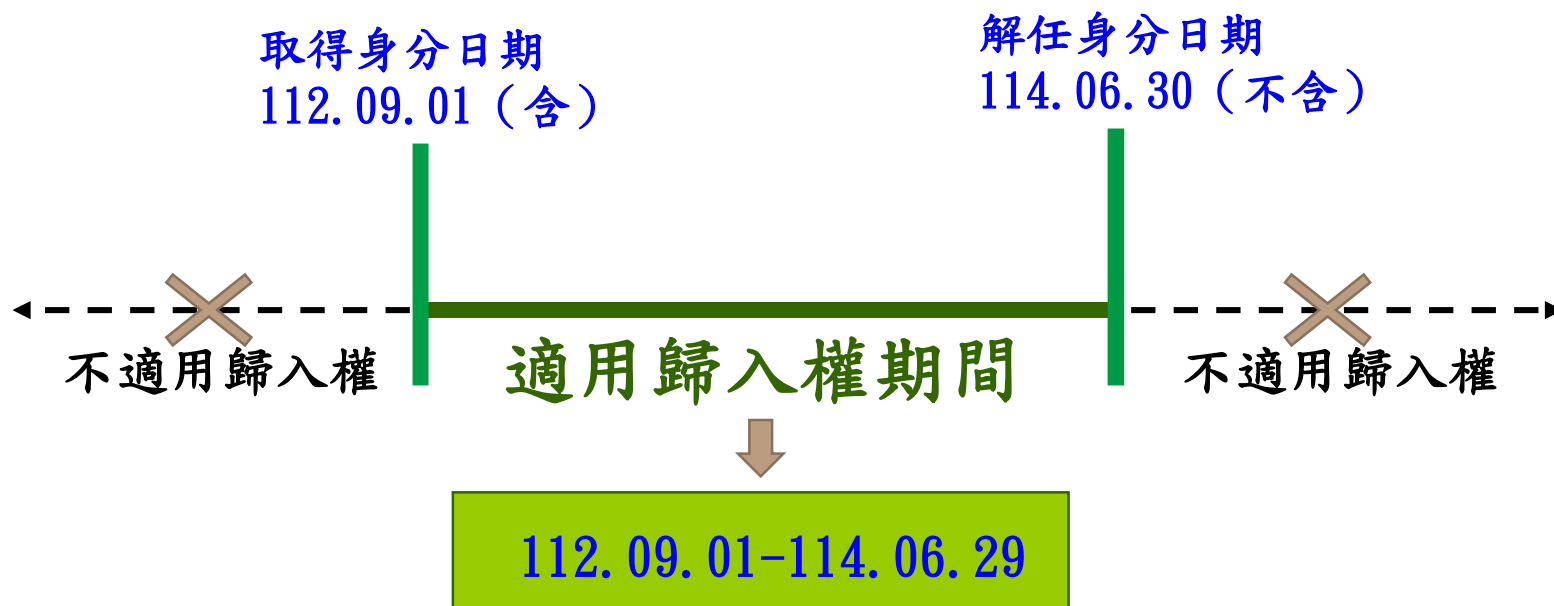 取得身分日期
112.09.01（含）
解任身分日期
114.06.30（不含）
不適用歸入權
適用歸入權期間
不適用歸入權
112.09.01-114.06.29